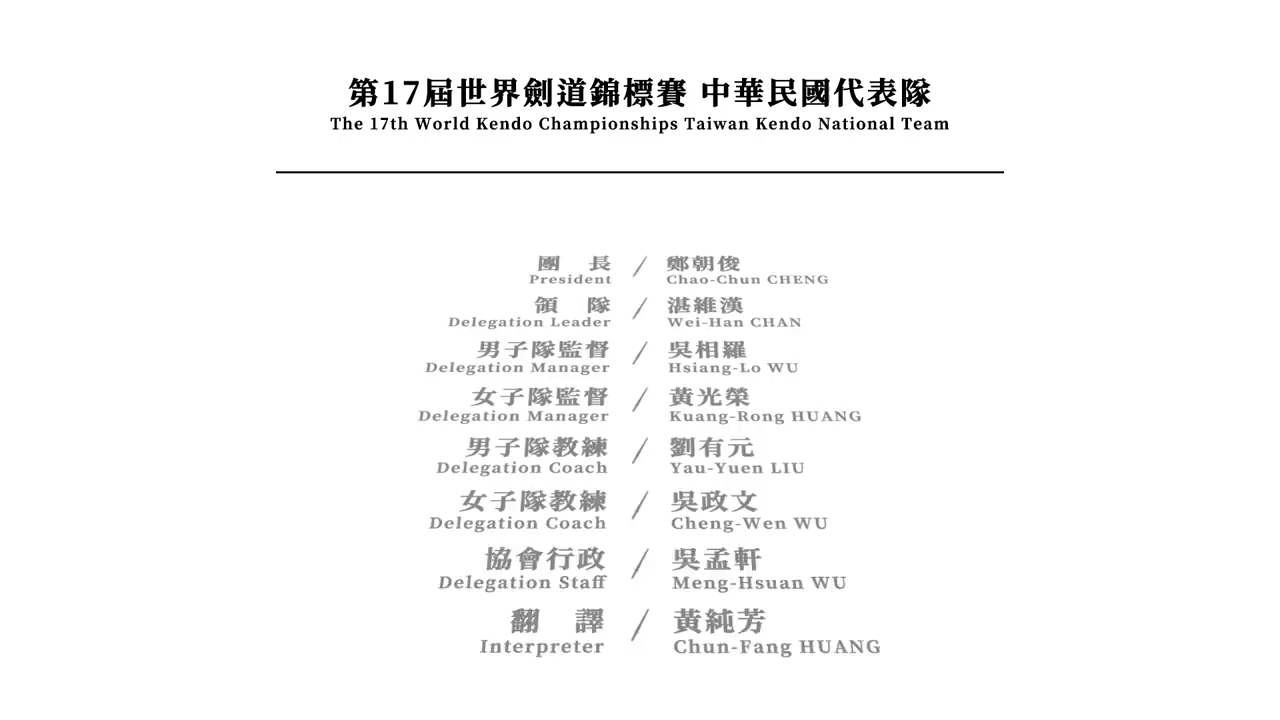 第17屆世界劍道錦標賽 中華民國代表隊
The 17th World Kendo Championships Taiwan Kendo National Team
團 長 / 鄭朝俊
President Chao-Chun CHENG
領 隊 / 湛維漢
Delegation Leader Wei-Han CHAN
男子隊監督 / 吳相羅
Delegation Manager Hsiang-Lo WU
女子隊監督 / 黃光榮
Delegation Manager Kuang-Rong HUANG
男子隊教練 / 劉有元
Delegation Coach Yau-Yuen LIU
女子隊教練 / 吳政文
Delegation Coach Cheng-Wen WU
協會行政 / 吳孟軒
Delegation Staff Meng-Hsuan WU
翻 譯 / 黃純芳
Interpreter Chun-Fang HUANG